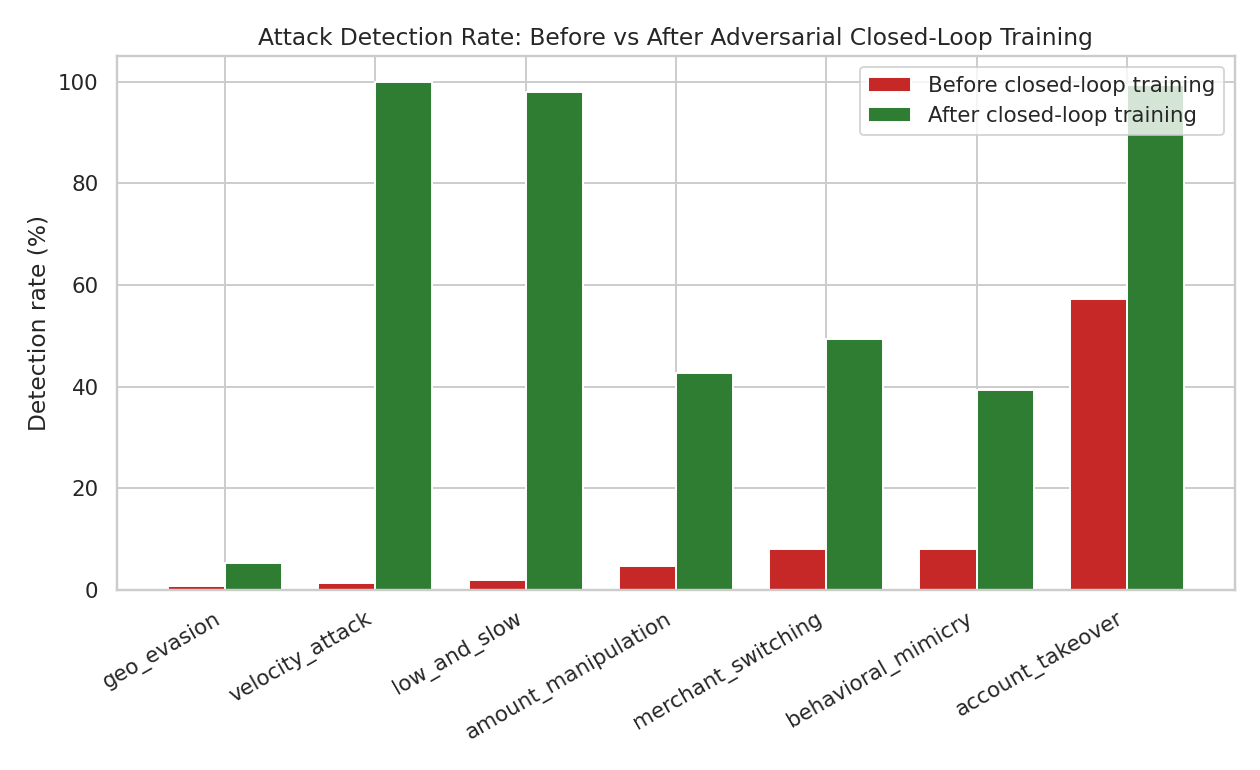 Attack Detection Rate: Before vs After Adversarial Closed-Loop Training
Before closed-loop training
After closed-loop training
Detection rate (%)
100
80
60
40
20
0
geo_evasion
velocity_attack
low_and_slow
amount_manipulation
merchant_switching
behavioral_mimicry
account_takeover